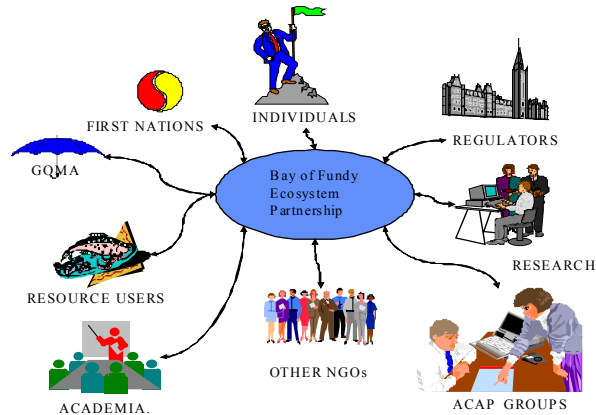 INDIVIDUALS
FIRST NATIONS
REGULATORS
GOMA
Bay of Fundy
Ecosystem
Partnership
RESEARCH
RESOURCE USERS
OTHER NGOs
ACADEMIA.
ACAP GROUPS